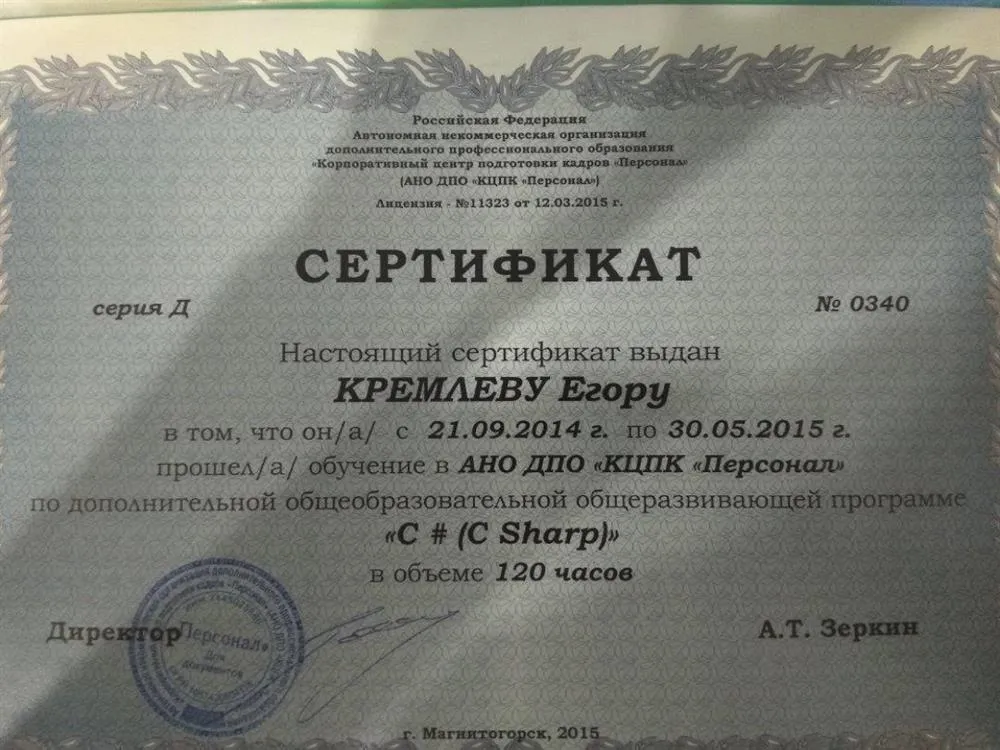 Российская Федерация
Автономная некоммерческая организация
дополнительного профессионального образования
«Корпоративный центр подготовки кадров «Персонал»
(АНО ДПО «КЦПК «Персонал»)
Лицензия - №11323 от 12.03.2015 г.
СЕРТИФИКАТ
серия Д № 0340
Настоящий сертификат выдан
КРЕМЛЕВУ Егору
в том, что он/а/ с 21.09.2014 г. по 30.05.2015 г.
прошел/а/ обучение в АНО ДПО «КЦПК «Персонал»
по дополнительной общеобразовательной общеразвивающей программе
«C # (C Sharp)»
в объеме 120 часов
Директор А.Т. Зеркин
Персонал»
Для
документов
г. Магнитогорск, 2015